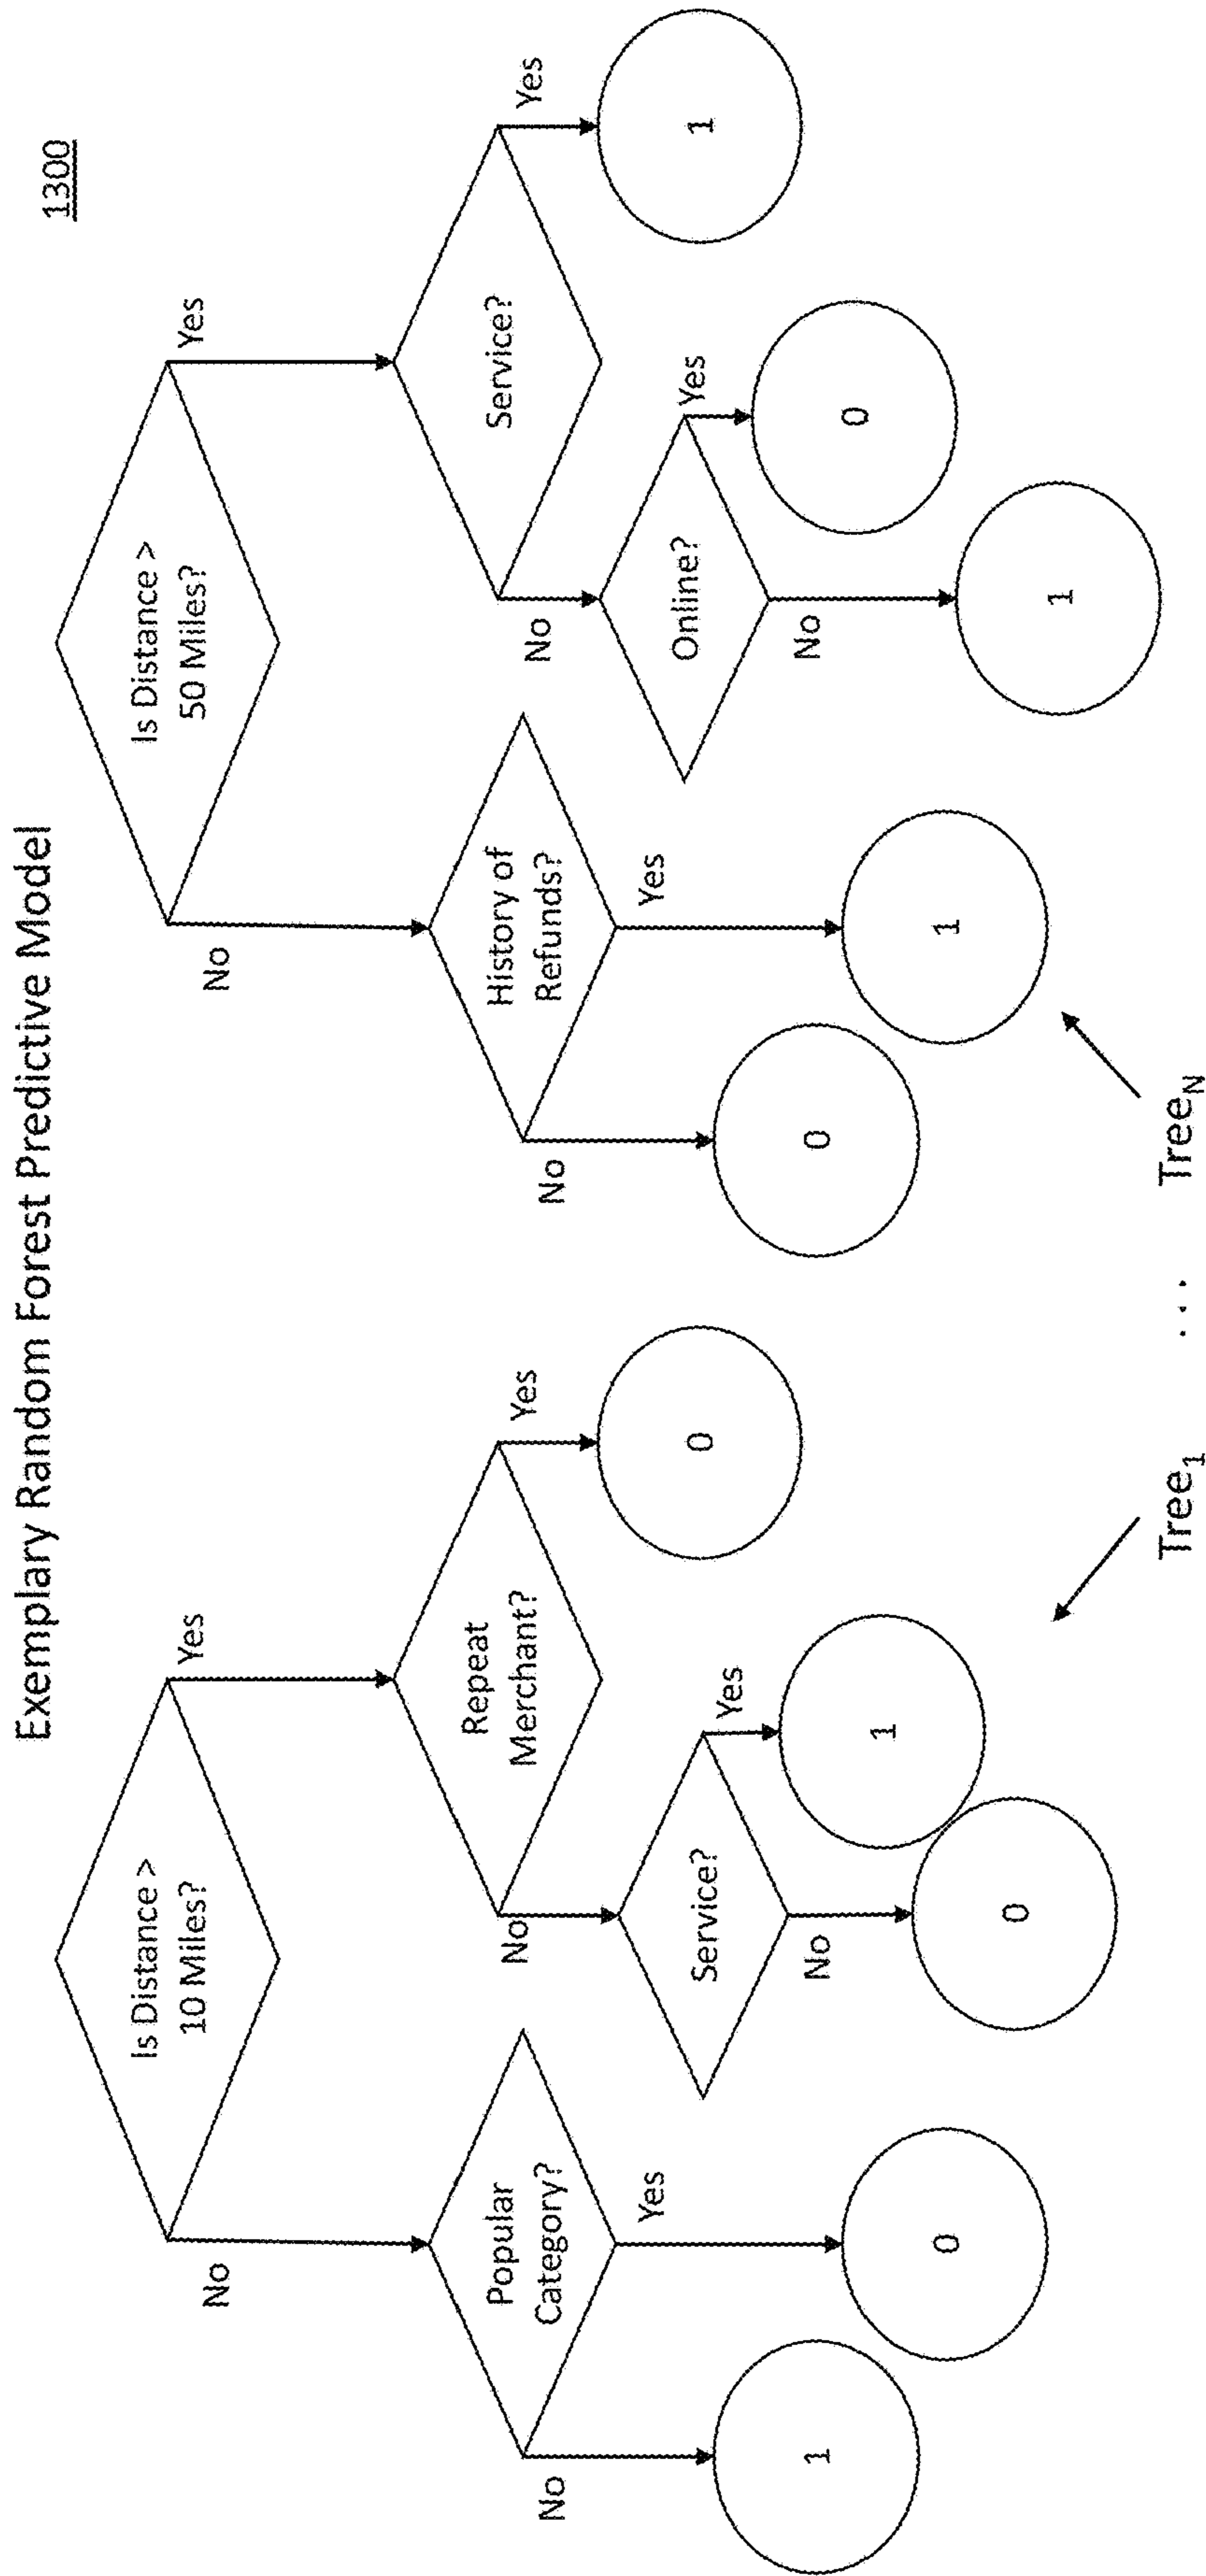 Exemplary Random Forest Predictive Model
1300
Is Distance >
10 Miles?
No
Yes
Popular
Category?
No
Yes
1
0
Repeat
Merchant?
No
Yes
0
Service?
No
Yes
1
0
Tree1
. . .
Is Distance >
50 Miles?
No
Yes
History of
Refunds?
No
Yes
0
1
Service?
No
Yes
1
Online?
No
Yes
0
1
TreeN